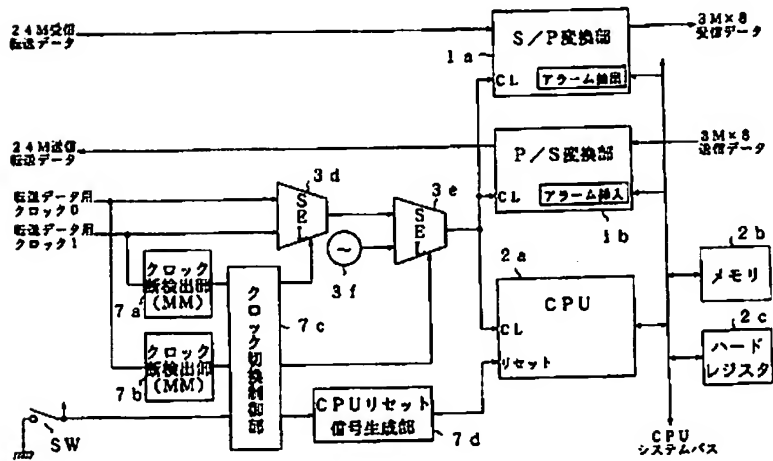 24M受信
転送データ
S/P変換部
1a
CL
アラーム抽出
3M×8
受信データ
24M送信
転送データ
P/S変換部
CL
アラーム挿入
1b
3M×8
送信データ
転送データ用
クロック0
転送データ用
クロック1
3d
SEL
3e
SEL
3f
クロック
断検出部
(MM)
7a
クロック
断検出部
(MM)
7b
クロック切換制御部
7c
2a
CPU
CL
リセット
2b
メモリ
2c
ハード
レジスタ
CPUリセット
信号生成部
7d
SW
CPU
システムバス